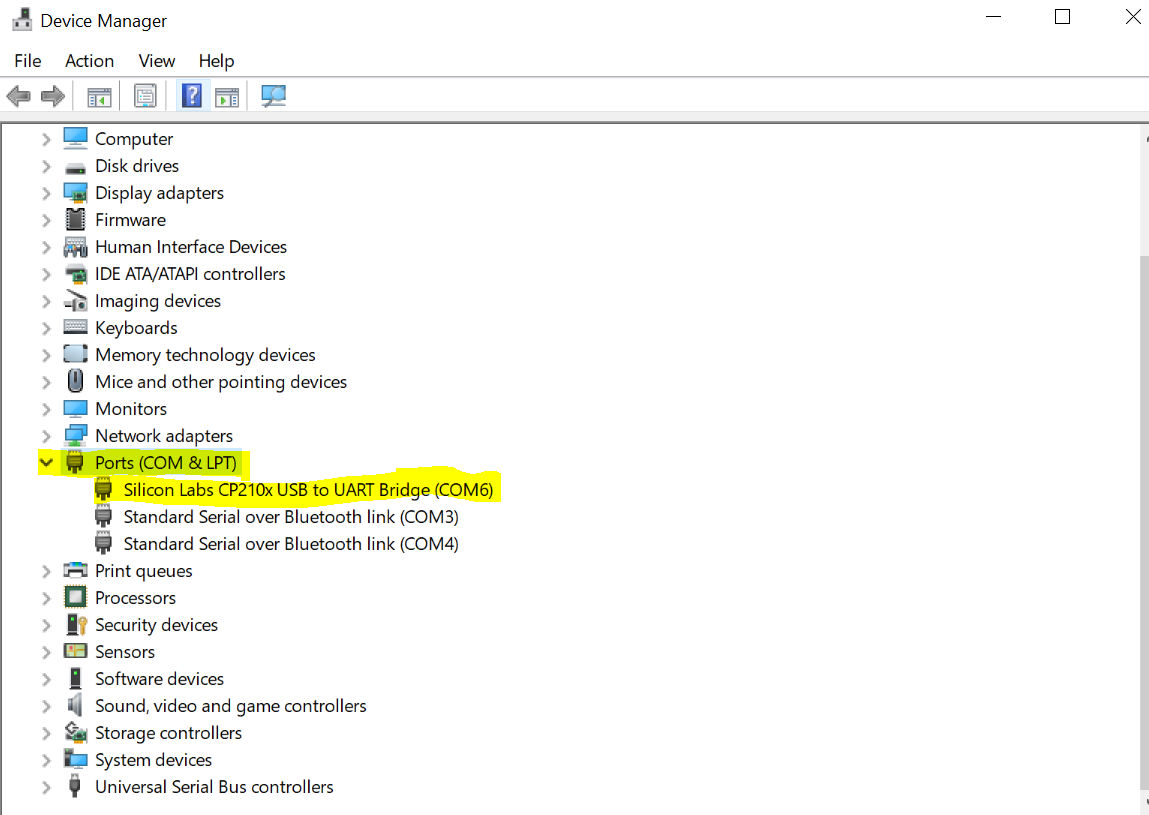 Device Manager
File Action View Help
?
Computer
Disk drives
Display adapters
Firmware
Human Interface Devices
IDE ATA/ATAPI controllers
Imaging devices
Keyboards
Memory technology devices
Mice and other pointing devices
Monitors
Network adapters
Ports (COM & LPT)
Silicon Labs CP210x USB to UART Bridge (COM6)
Standard Serial over Bluetooth link (COM3)
Standard Serial over Bluetooth link (COM4)
Print queues
Processors
Security devices
Sensors
Software devices
Sound, video and game controllers
Storage controllers
System devices
Universal Serial Bus controllers